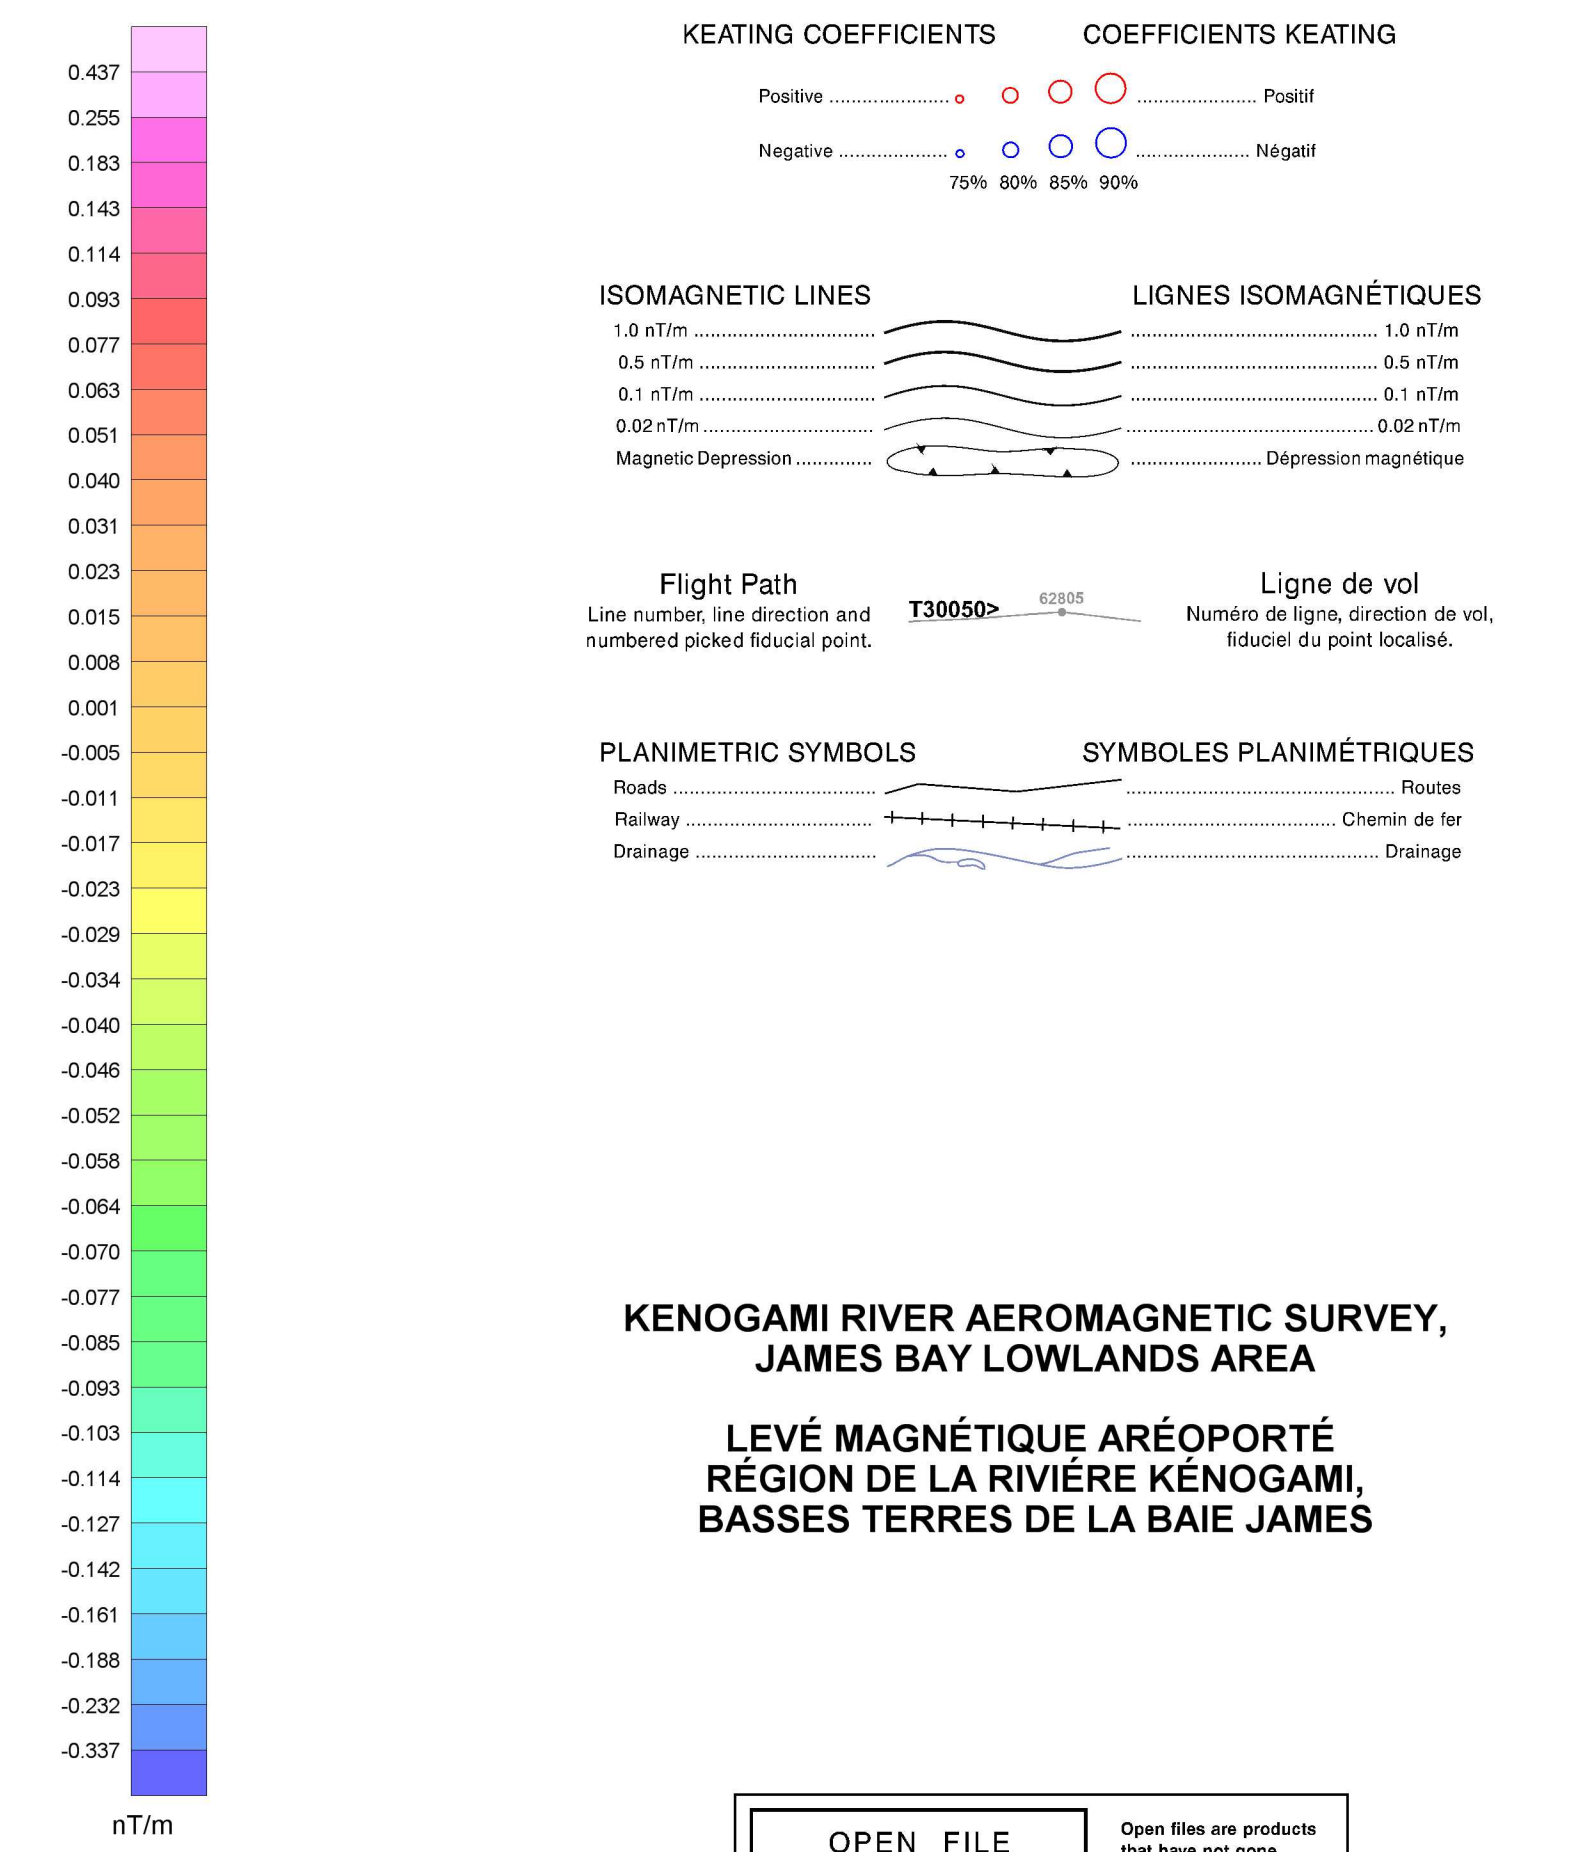 0.437
0.255
0.183
0.143
0.114
0.093
0.077
0.063
0.051
0.040
0.031
0.023
0.015
0.008
0.001
-0.005
-0.011
-0.017
-0.023
-0.029
-0.034
-0.040
-0.046
-0.052
-0.058
-0.064
-0.070
-0.077
-0.085
-0.093
-0.103
-0.114
-0.127
-0.142
-0.161
-0.188
-0.232
-0.337
nT/m
KEATING COEFFICIENTS COEFFICIENTS KEATING
Positive ..................... ..................... Positif
Negative ................... .................... Négatif
75% 80% 85% 90%
ISOMAGNETIC LINES LIGNES ISOMAGNÉTIQUES
1.0 nT/m ..................................... .................................................... 1.0 nT/m
0.5 nT/m .................................... .................................................... 0.5 nT/m
0.1 nT/m .................................... .................................................... 0.1 nT/m
0.02 nT/m ................................... .................................................... 0.02 nT/m
Magnetic Depression ............. ........................... Dépression magnétique
Flight Path Ligne de vol
Line number, line direction and
numbered picked fiducial point.
T30050> 62805
Numéro de ligne, direction de vol,
fiduciel du point localisé.
PLANIMETRIC SYMBOLS SYMBOLES PLANIMÉTRIQUES
Roads .......................................... ........................................................ Routes
Railway ....................................... ........................................... Chemin de fer
Drainage ..................................... .................................................... Drainage
KENOGAMI RIVER AEROMAGNETIC SURVEY,
JAMES BAY LOWLANDS AREA
LEVÉ MAGNÉTIQUE ARÉOPORTÉ
RÉGION DE LA RIVIÉRE KÉNOGAMI,
BASSES TERRES DE LA BAIE JAMES
OPEN FILE
Open files are products
that have not gone